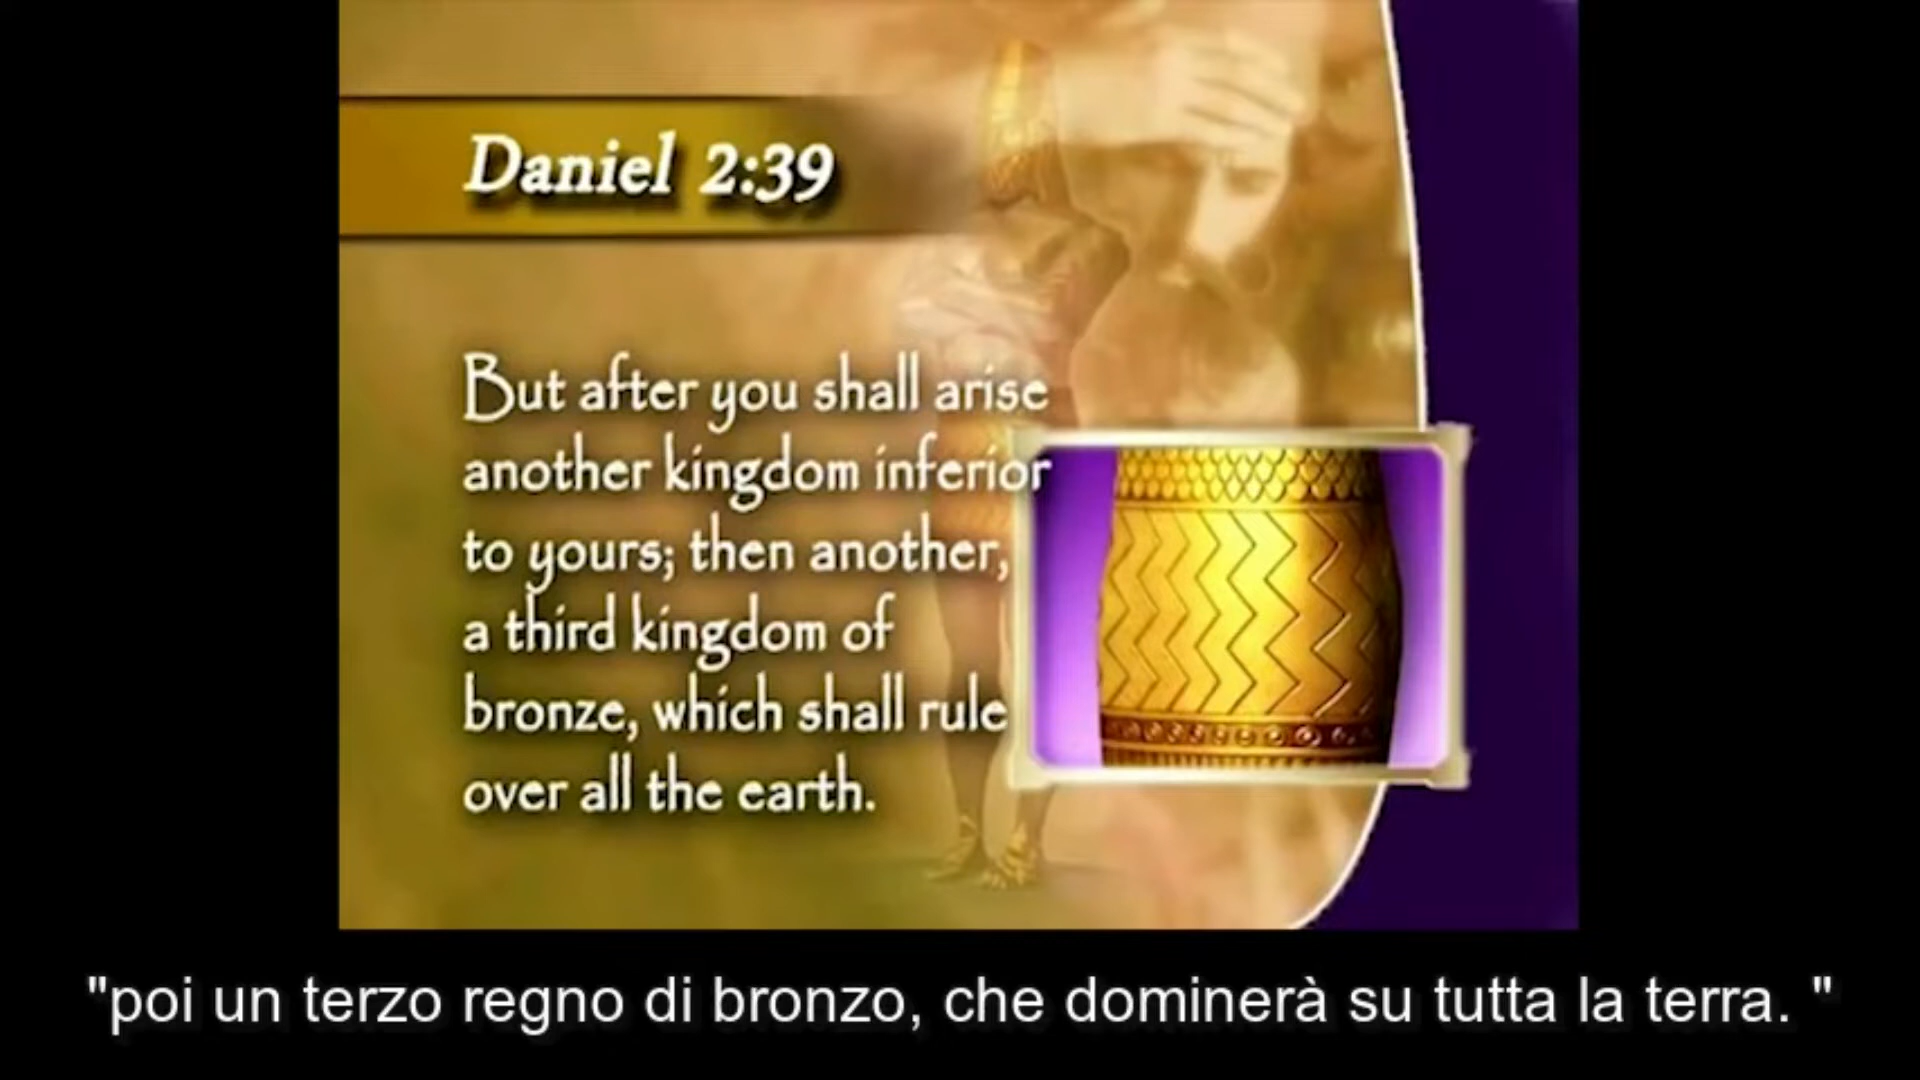 Daniel 2:39
But after you shall arise
another kingdom inferior
to yours; then another,
a third kingdom of
bronze, which shall rule
over all the earth.
"poi un terzo regno di bronzo, che dominerà su tutta la terra. "